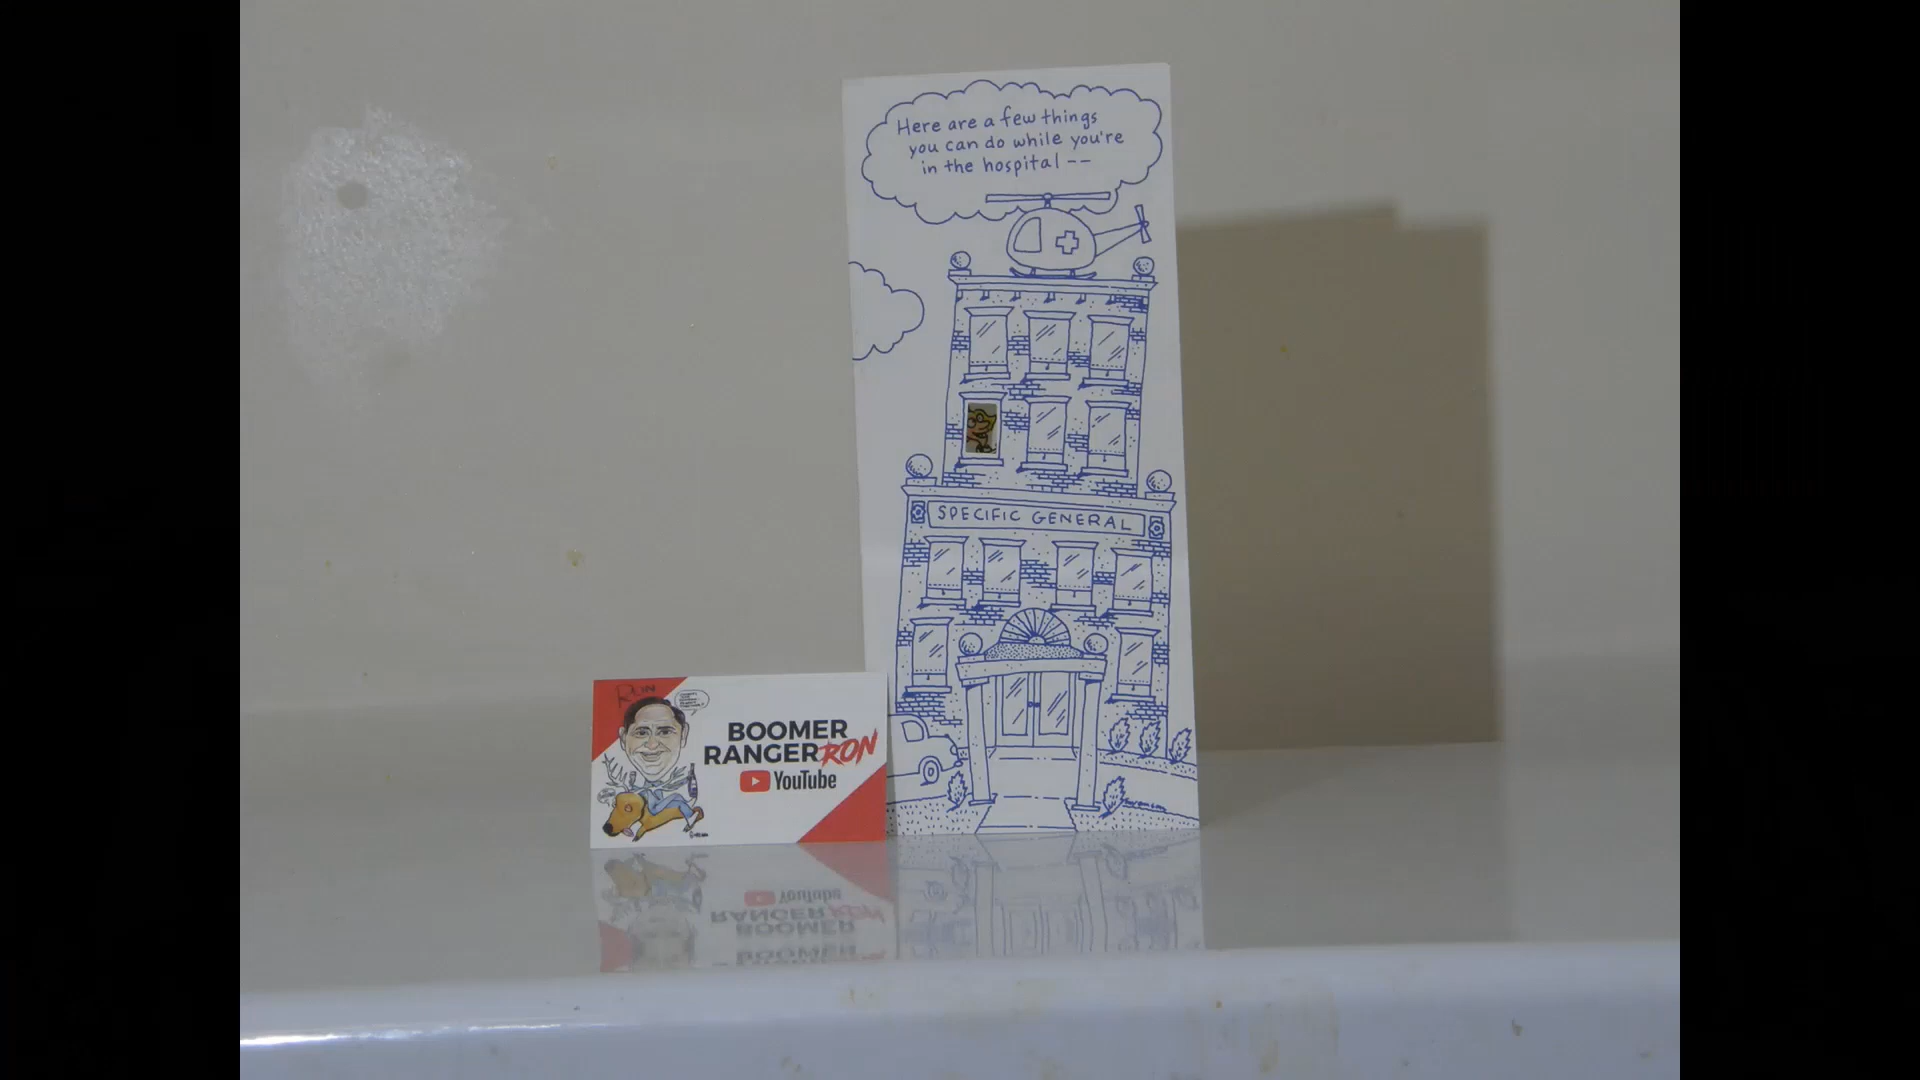 Here are a few things
you can do while you're
in the hospital --
SPECIFIC GENERAL
RON
BOOMER
RANGER RON
YouTube